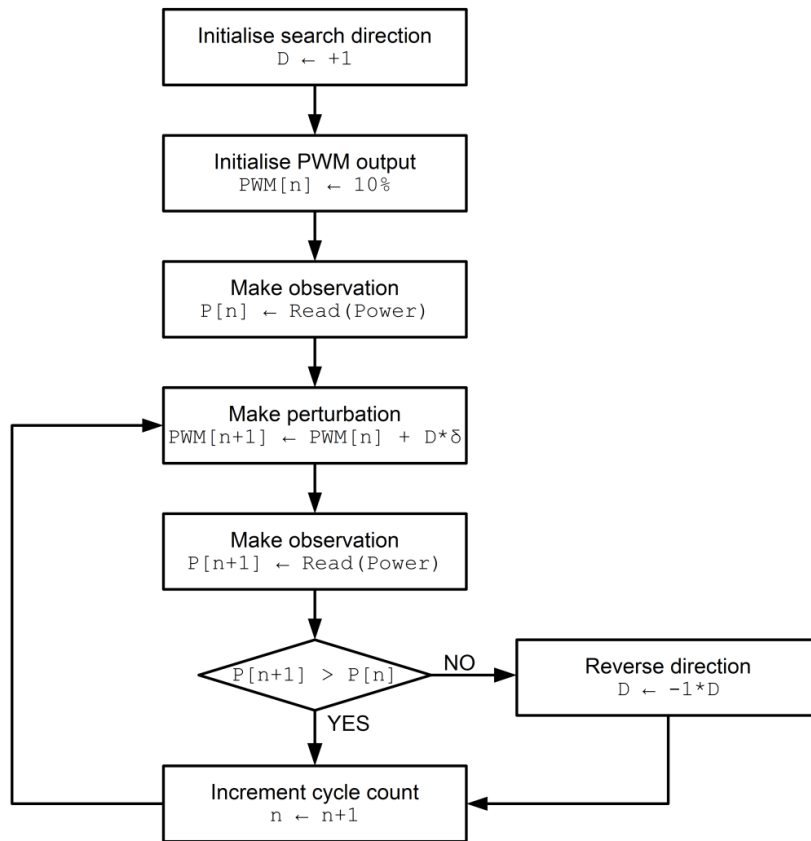 Initialise search direction
D ← +1
Initialise PWM output
PWM[n] ← 10%
Make observation
P[n] ← Read(Power)
Make perturbation
PWM[n+1] ← PWM[n] + D*δ
Make observation
P[n+1] ← Read(Power)
P[n+1] > P[n]
NO
Reverse direction
D ← -1*D
YES
Increment cycle count
n ← n+1